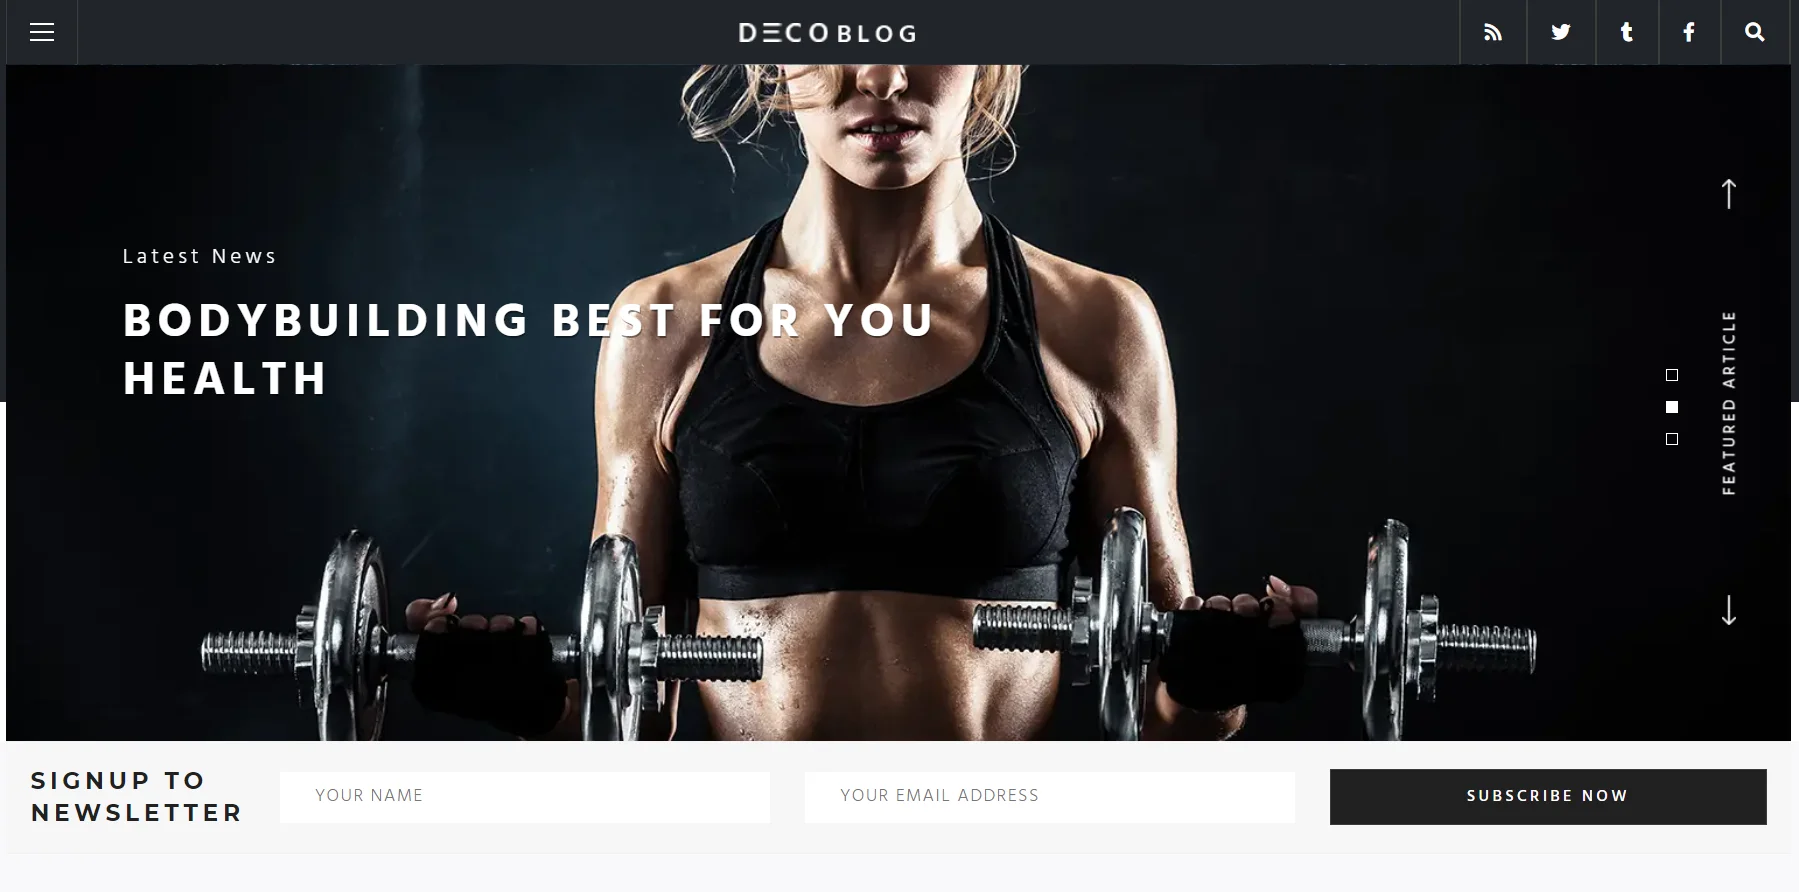 DECOBLOG
Latest News
BODYBUILDING BEST FOR YOU
HEALTH
FEATURED ARTICLE
SIGNUP TO
NEWSLETTER
YOUR NAME
YOUR EMAIL ADDRESS
SUBSCRIBE NOW